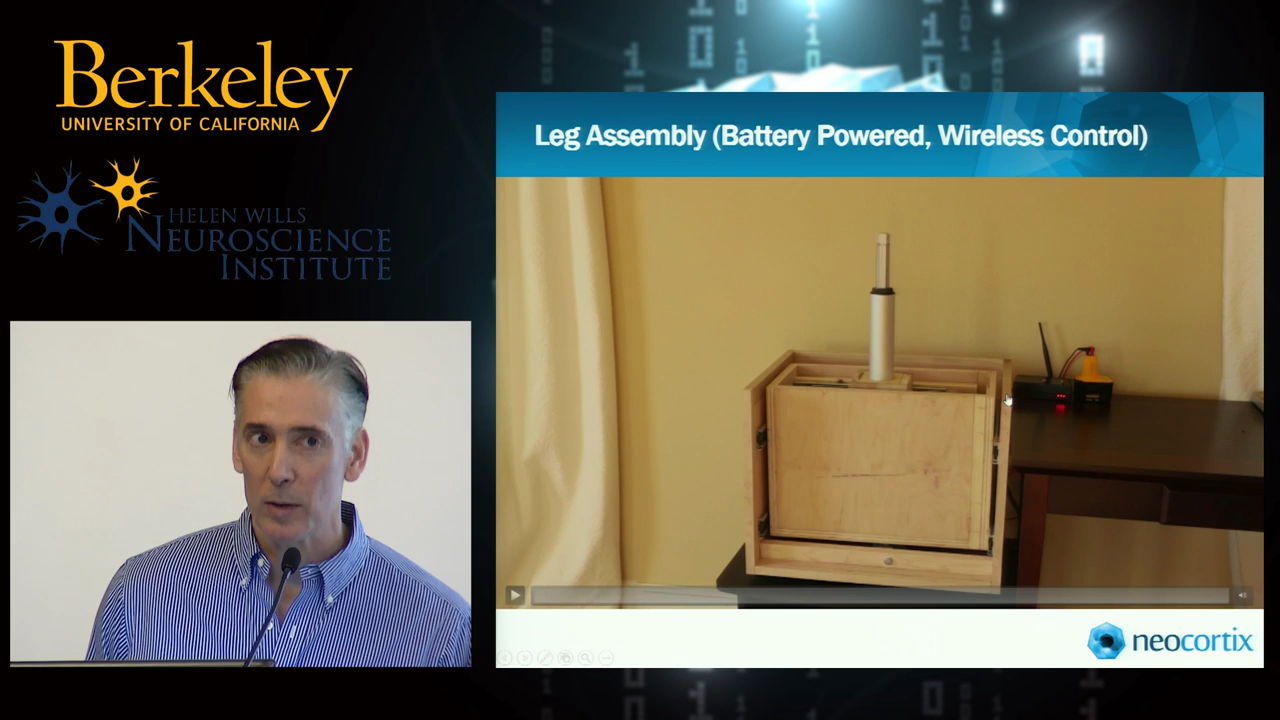 Berkeley
UNIVERSITY OF CALIFORNIA
HELEN WILLS
NEUROSCIENCE
INSTITUTE
Leg Assembly (Battery Powered, Wireless Control)
neocortix